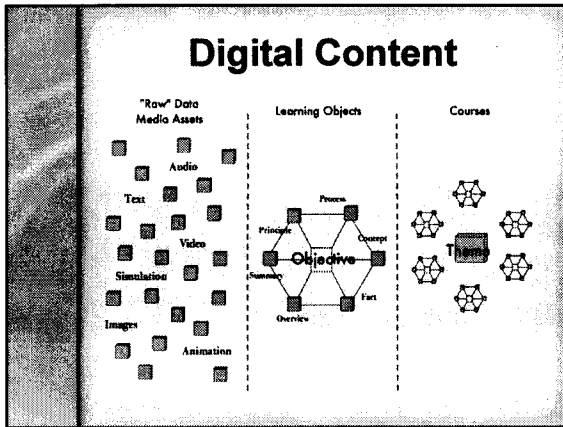 Digital Content
"Raw" Data
Media Assets
Audio
Text
Video
Simulation
Images
Animation
Learning Objects
Process
Principle
Concept
Objective
Summary
Fact
Overview
Courses
Theme